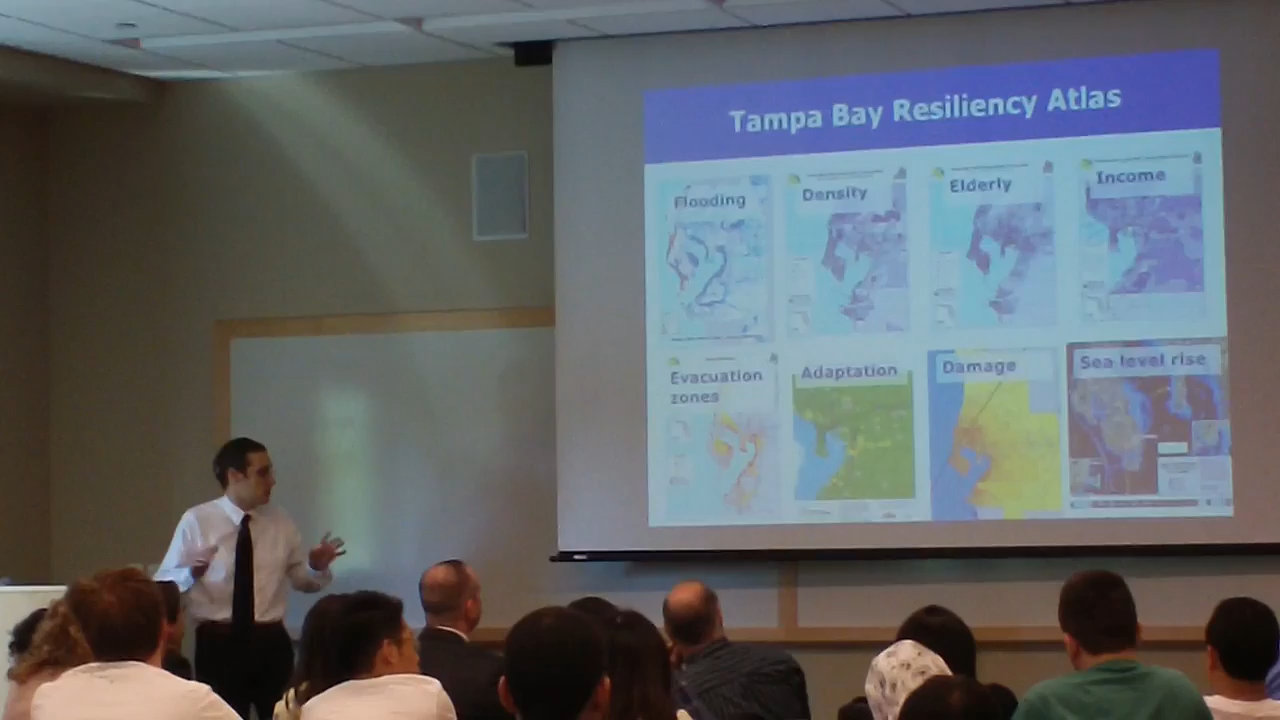 Tampa Bay Resiliency Atlas
Flooding
Density
Elderly
Income
Evacuation
zones
Adaptation
Damage
Sea level rise